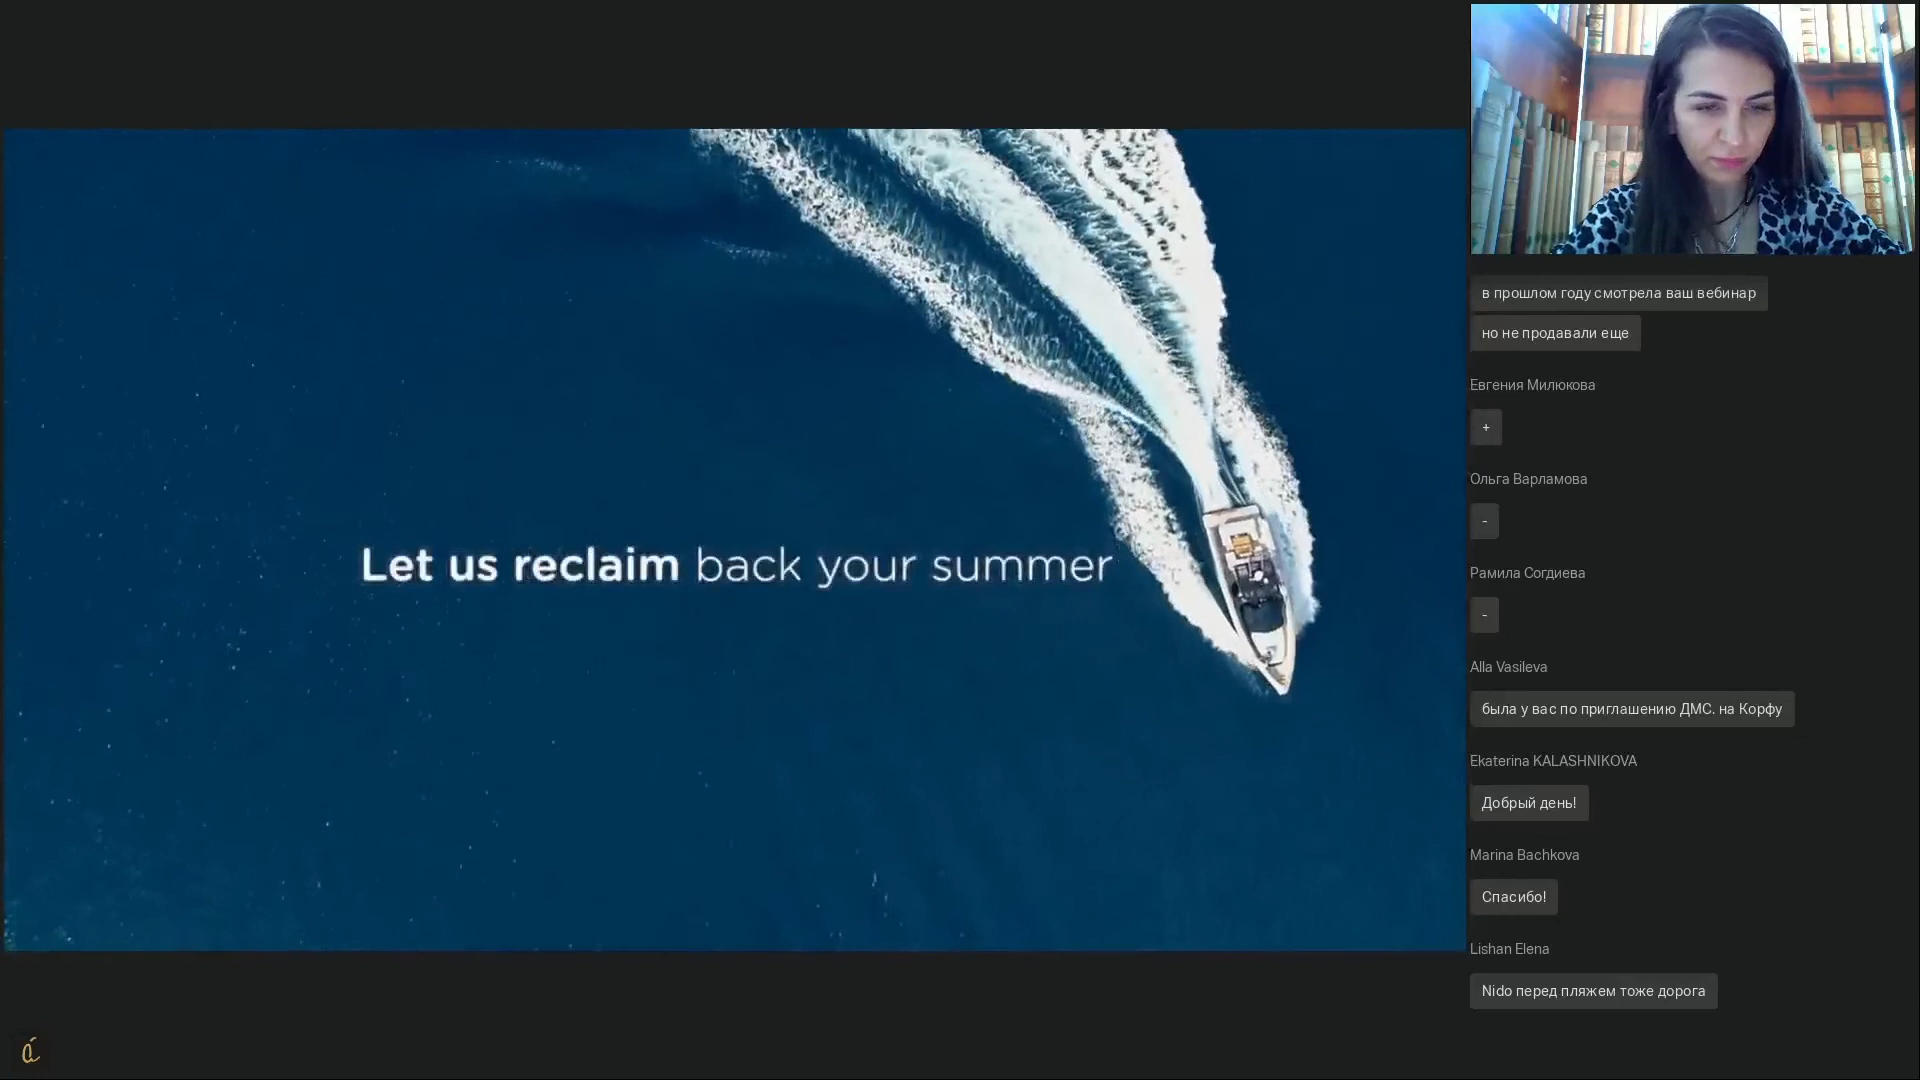 Let us reclaim back your summer
в прошлом году смотрела ваш вебинар
но не продавали еще
Евгения Милюкова
+
Ольга Варламова
-
Рамила Согдиева
-
Alla Vasileva
была у вас по приглашению ДМС. на Корфу
Ekaterina KALASHNIKOVA
Добрый день!
Marina Bachkova
Спасибо!
Lishan Elena
Nido перед пляжем тоже дорога
á